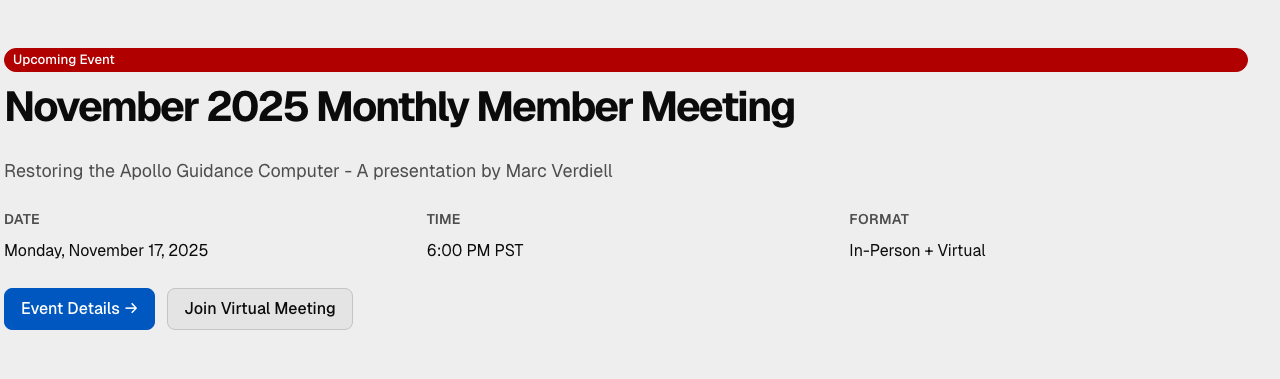 Upcoming Event
November 2025 Monthly Member Meeting
Restoring the Apollo Guidance Computer - A presentation by Marc Verdiell
DATE
Monday, November 17, 2025
TIME
6:00 PM PST
FORMAT
In-Person + Virtual
Event Details →
Join Virtual Meeting